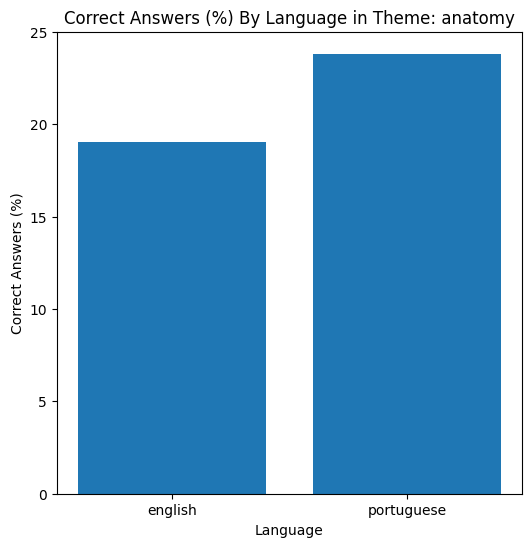 Correct Answers (%) By Language in Theme: anatomy
25
20
15
10
5
0
Correct Answers (%)
english
portuguese
Language